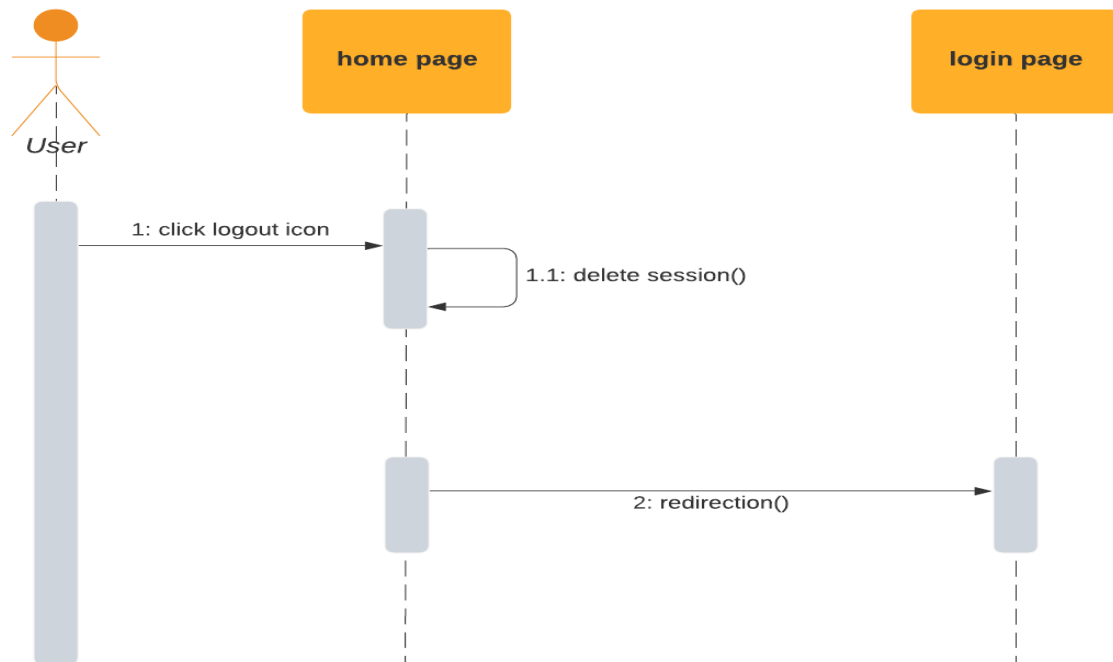 home page
login page
User
1: click logout icon
1.1: delete session()
2: redirection()